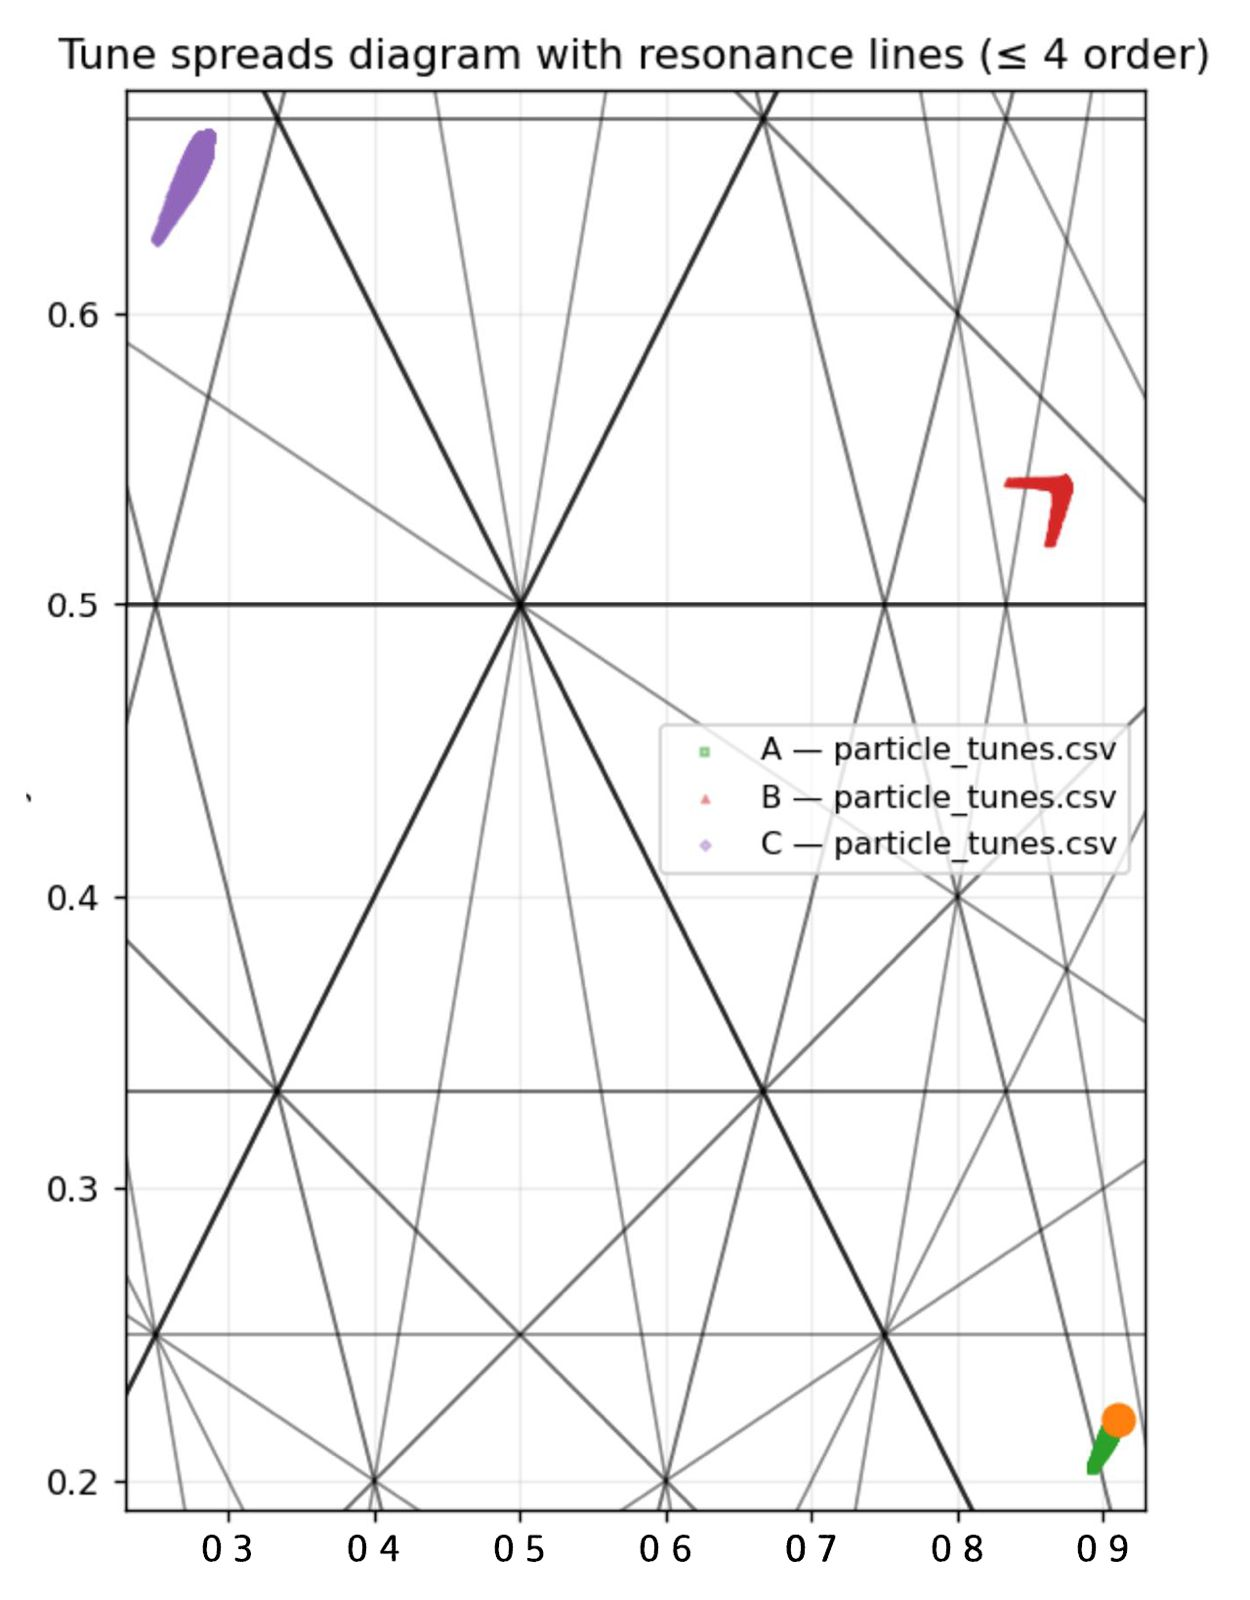 Tune spreads diagram with resonance lines (≤ 4 order)
0.6
0.5
A — particle_tunes.csv
B — particle_tunes.csv
C — particle_tunes.csv
0.4
0.3
0.2
0 3 0 4 0 5 0 6 0 7 0 8 0 9